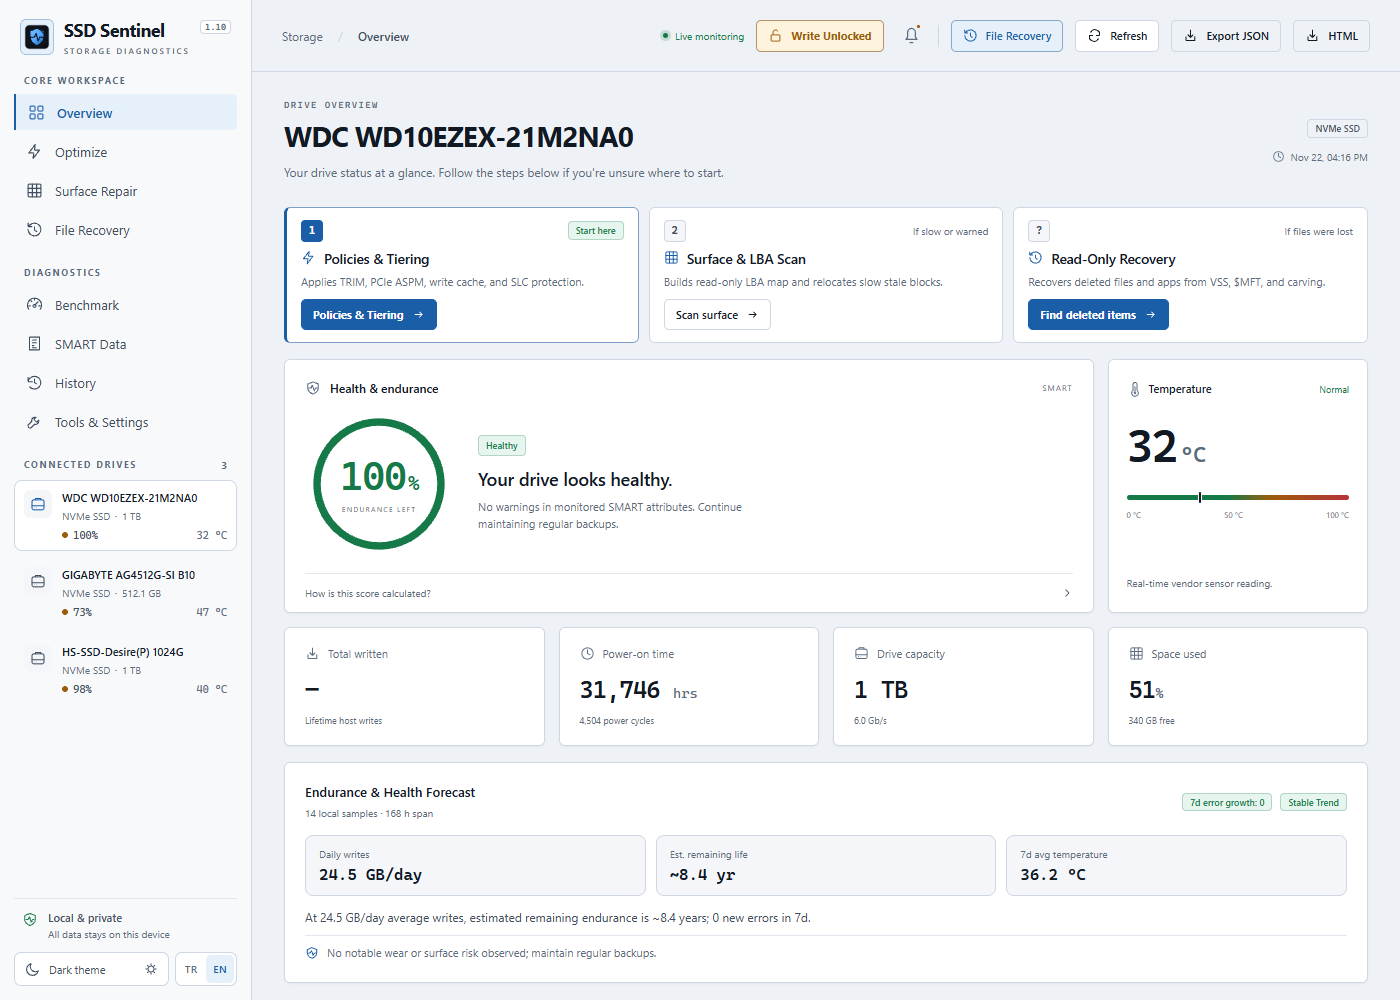 SSD Sentinel
1.10
STORAGE DIAGNOSTICS
CORE WORKSPACE
Overview
Optimize
Surface Repair
File Recovery
DIAGNOSTICS
Benchmark
SMART Data
History
Tools & Settings
CONNECTED DRIVES 3
WDC WD10EZEX-21M2NA0
NVMe SSD · 1 TB
100% 32 °C
GIGABYTE AG4512G-SI B10
NVMe SSD · 512.1 GB
73% 47 °C
HS-SSD-Desire(P) 1024G
NVMe SSD · 1 TB
98% 40 °C
Local & private
All data stays on this device
Dark theme
TR EN
Storage / Overview
Live monitoring
Write Unlocked
File Recovery
Refresh
Export JSON
HTML
DRIVE OVERVIEW
WDC WD10EZEX-21M2NA0
Your drive status at a glance. Follow the steps below if you're unsure where to start.
NVMe SSD
Nov 22, 04:16 PM
1 Start here
Policies & Tiering
Applies TRIM, PCIe ASPM, write cache, and SLC protection.
Policies & Tiering →
2 If slow or warned
Surface & LBA Scan
Builds read-only LBA map and relocates slow stale blocks.
Scan surface →
? If files were lost
Read-Only Recovery
Recovers deleted files and apps from VSS, $MFT, and carving.
Find deleted items →
Health & endurance SMART
100%
ENDURANCE LEFT
Healthy
Your drive looks healthy.
No warnings in monitored SMART attributes. Continue
maintaining regular backups.
How is this score calculated?
Temperature Normal
32 °C
0 °C 50 °C 100 °C
Real-time vendor sensor reading.
Total written
—
Lifetime host writes
Power-on time
31,746 hrs
4,504 power cycles
Drive capacity
1 TB
6.0 Gb/s
Space used
51%
340 GB free
Endurance & Health Forecast
14 local samples · 168 h span
7d error growth: 0
Stable Trend
Daily writes
24.5 GB/day
Est. remaining life
~8.4 yr
7d avg temperature
36.2 °C
At 24.5 GB/day average writes, estimated remaining endurance is ~8.4 years; 0 new errors in 7d.
No notable wear or surface risk observed; maintain regular backups.